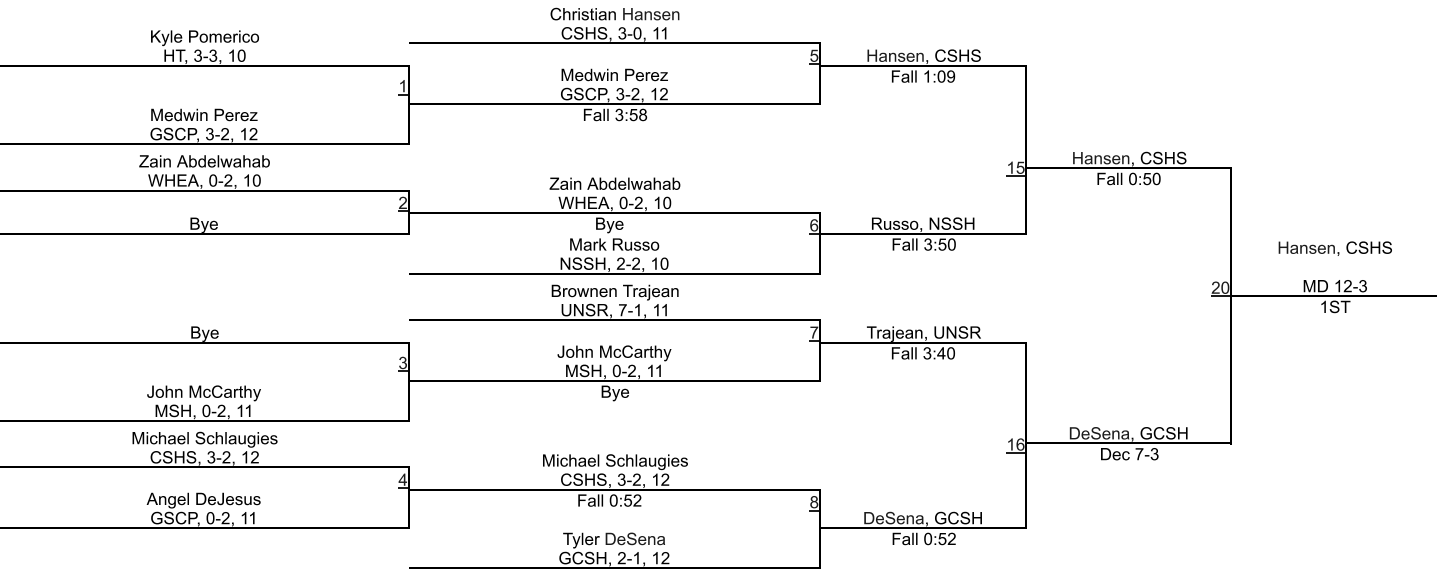 Kyle Pomerico
HT, 3-3, 10
1
Medwin Perez
GSCP, 3-2, 12
Zain Abdelwahab
WHEA, 0-2, 10
2
Bye
Bye
3
John McCarthy
MSH, 0-2, 11
Michael Schlaugies
CSHS, 3-2, 12
4
Angel DeJesus
GSCP, 0-2, 11
Christian Hansen
CSHS, 3-0, 11
5
Medwin Perez
GSCP, 3-2, 12
Fall 3:58
Zain Abdelwahab
WHEA, 0-2, 10
Bye
6
Mark Russo
NSSH, 2-2, 10
Brownen Trajean
UNSR, 7-1, 11
7
John McCarthy
MSH, 0-2, 11
Bye
Michael Schlaugies
CSHS, 3-2, 12
Fall 0:52
8
Tyler DeSena
GCSH, 2-1, 12
Hansen, CSHS
Fall 1:09
15
Russo, NSSH
Fall 3:50
Trajean, UNSR
Fall 3:40
16
DeSena, GCSH
Fall 0:52
Hansen, CSHS
Fall 0:50
20
DeSena, GCSH
Dec 7-3
Hansen, CSHS
MD 12-3
1ST